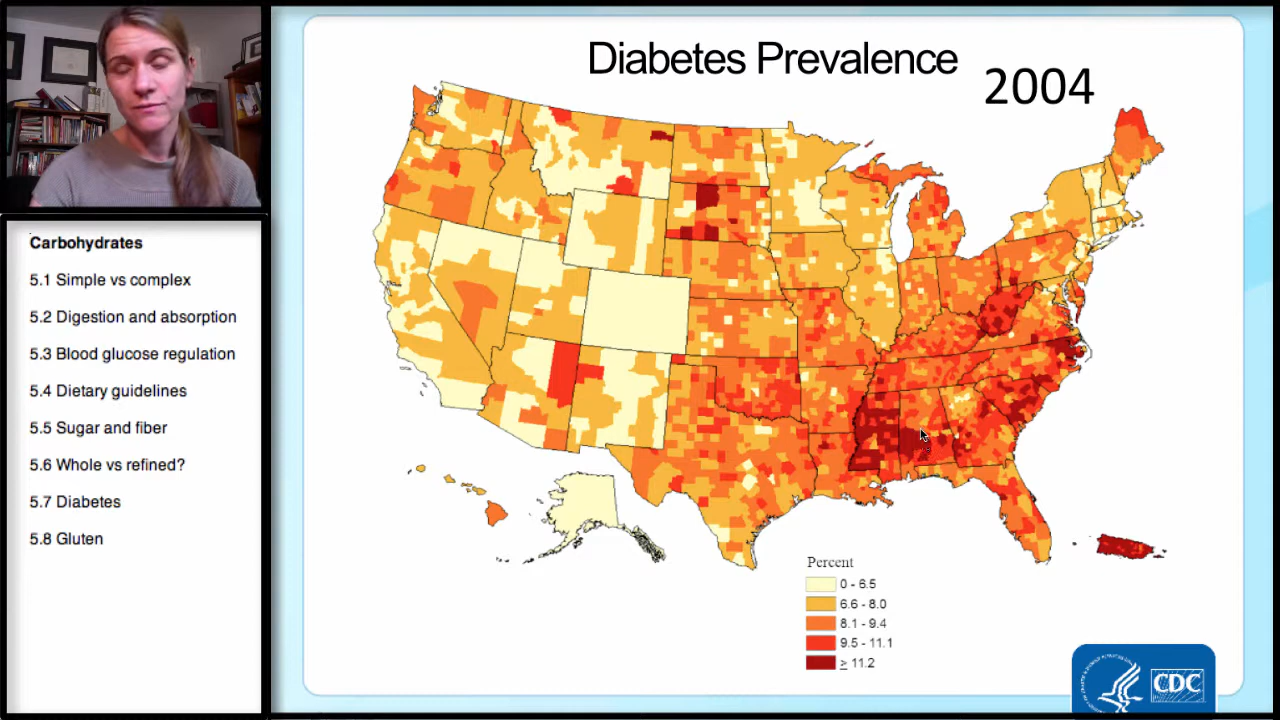 Carbohydrates
5.1 Simple vs complex
5.2 Digestion and absorption
5.3 Blood glucose regulation
5.4 Dietary guidelines
5.5 Sugar and fiber
5.6 Whole vs refined?
5.7 Diabetes
5.8 Gluten
Diabetes Prevalence
2004
Percent
0 - 6.5
6.6 - 8.0
8.1 - 9.4
9.5 - 11.1
≥ 11.2
CDC